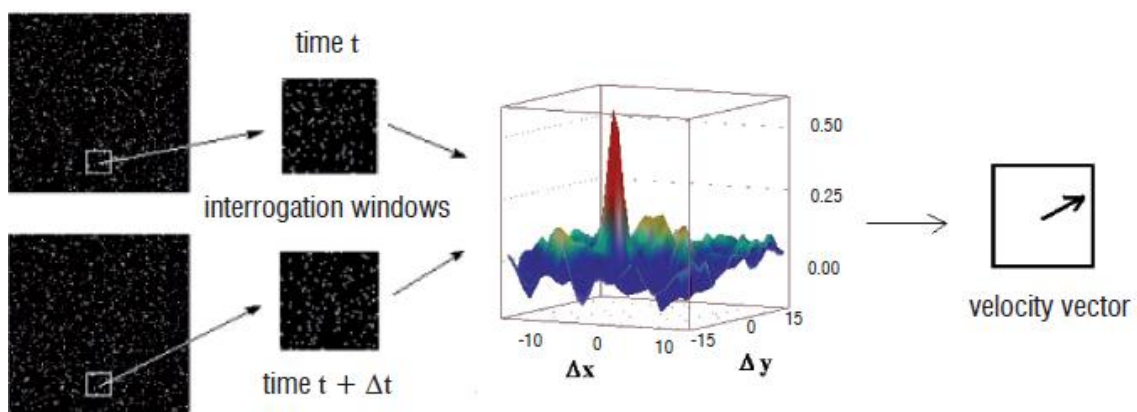 time t
interrogation windows
time t + Δt
0.50
0.25
0.00
-10
0
10
Δx
-15
0
15
Δy
velocity vector